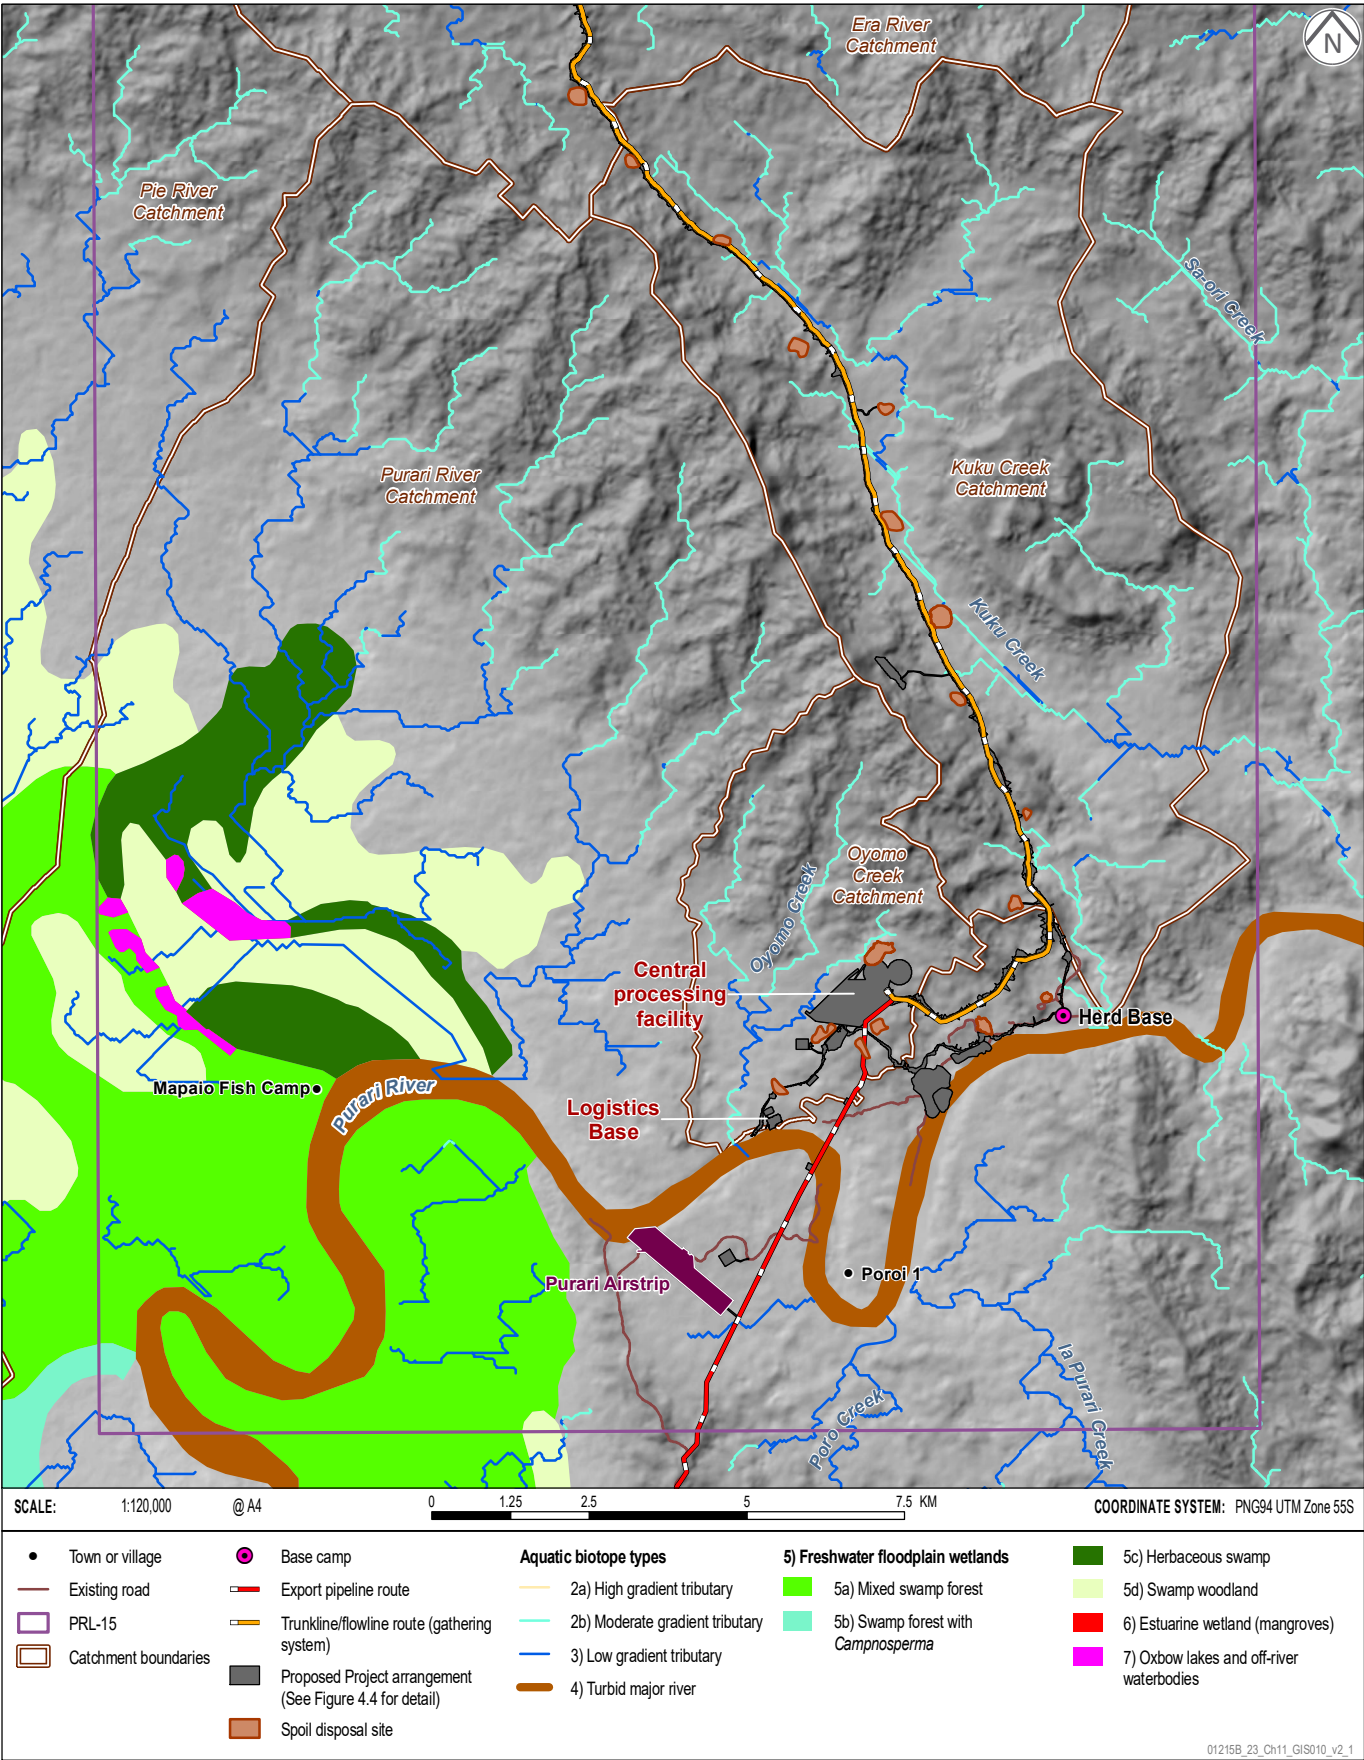 Era River
Catchment
N
Pie River
Catchment
Sa-ori Creek
Purari River
Catchment
Kuku Creek
Catchment
Kuku Creek
Oyomo
Creek
Catchment
Oyomo Creek
Central
processing
facility
Herd Base
Mapaio Fish Camp
Purari River
Logistics
Base
Purari Airstrip
Poroi 1
Ia Purari Creek
Poro Creek
SCALE: 1:120,000 @ A4
0 1.25 2.5 5 7.5 KM
COORDINATE SYSTEM: PNG94 UTM Zone 55S
Town or village
Existing road
PRL-15
Catchment boundaries
Base camp
Export pipeline route
Trunkline/flowline route (gathering
system)
Proposed Project arrangement
(See Figure 4.4 for detail)
Spoil disposal site
Aquatic biotope types
2a) High gradient tributary
2b) Moderate gradient tributary
3) Low gradient tributary
4) Turbid major river
5) Freshwater floodplain wetlands
5a) Mixed swamp forest
5b) Swamp forest with
Campnosperma
5c) Herbaceous swamp
5d) Swamp woodland
6) Estuarine wetland (mangroves)
7) Oxbow lakes and off-river
waterbodies
01215B_23_Ch11_GIS010_v2_1